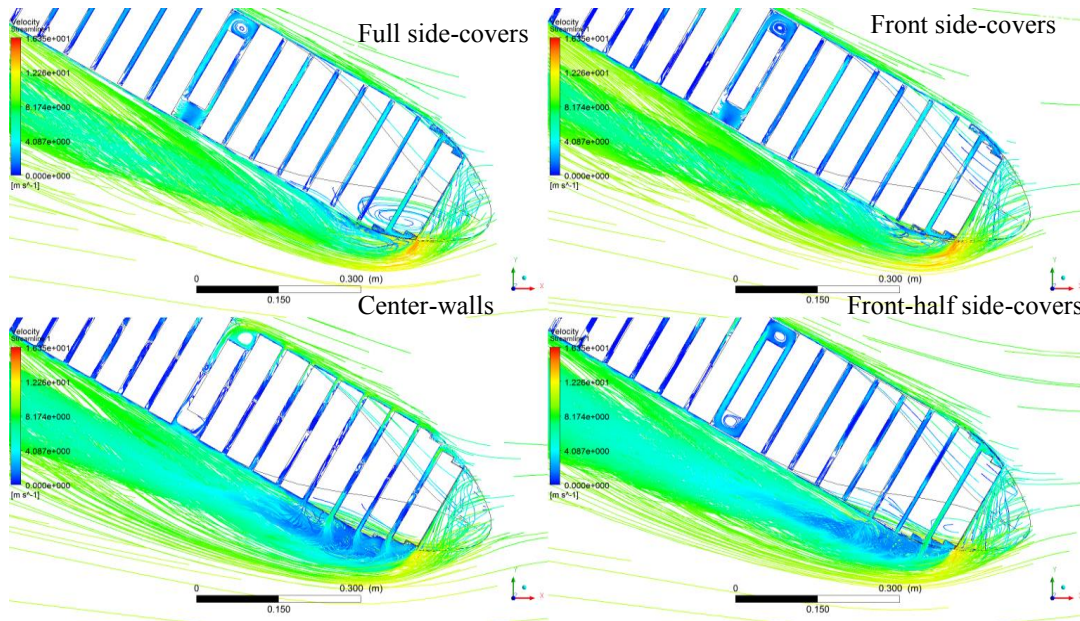 Velocity
Streamline 1
1.635e+001
1.226e+001
8.174e+000
4.087e+000
0.000e+000
[m s^-1]
Full side-covers
0
0.300
(m)
0.150
Y
X
Velocity
Streamline 1
1.635e+001
1.226e+001
8.174e+000
4.087e+000
0.000e+000
[m s^-1]
Front side-covers
0
0.300
(m)
0.150
Y
X
Velocity
Streamline 1
1.635e+001
1.226e+001
8.174e+000
4.087e+000
0.000e+000
[m s^-1]
Center-walls
0
0.300
(m)
0.150
Y
X
Velocity
Streamline 1
1.635e+001
1.226e+001
8.174e+000
4.087e+000
0.000e+000
[m s^-1]
Front-half side-covers
0
0.300
(m)
0.150
Y
X